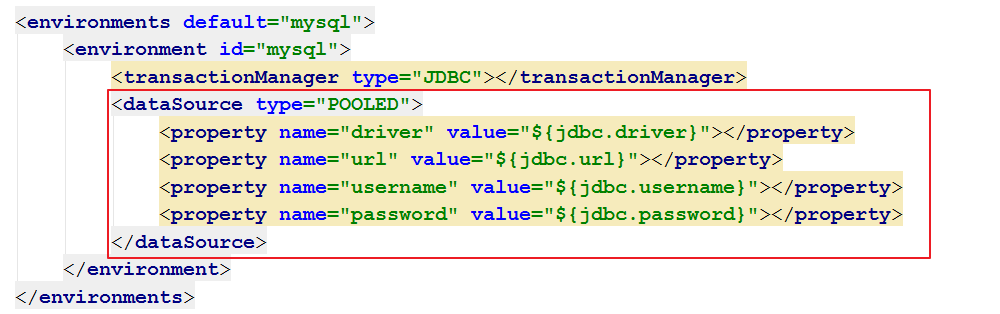 <environments default="mysql">
<environment id="mysql">
<transactionManager type="JDBC"></transactionManager>
<dataSource type="POOLED">
<property name="driver" value="${jdbc.driver}"></property>
<property name="url" value="${jdbc.url}"></property>
<property name="username" value="${jdbc.username}"></property>
<property name="password" value="${jdbc.password}"></property>
</dataSource>
</environment>
</environments>